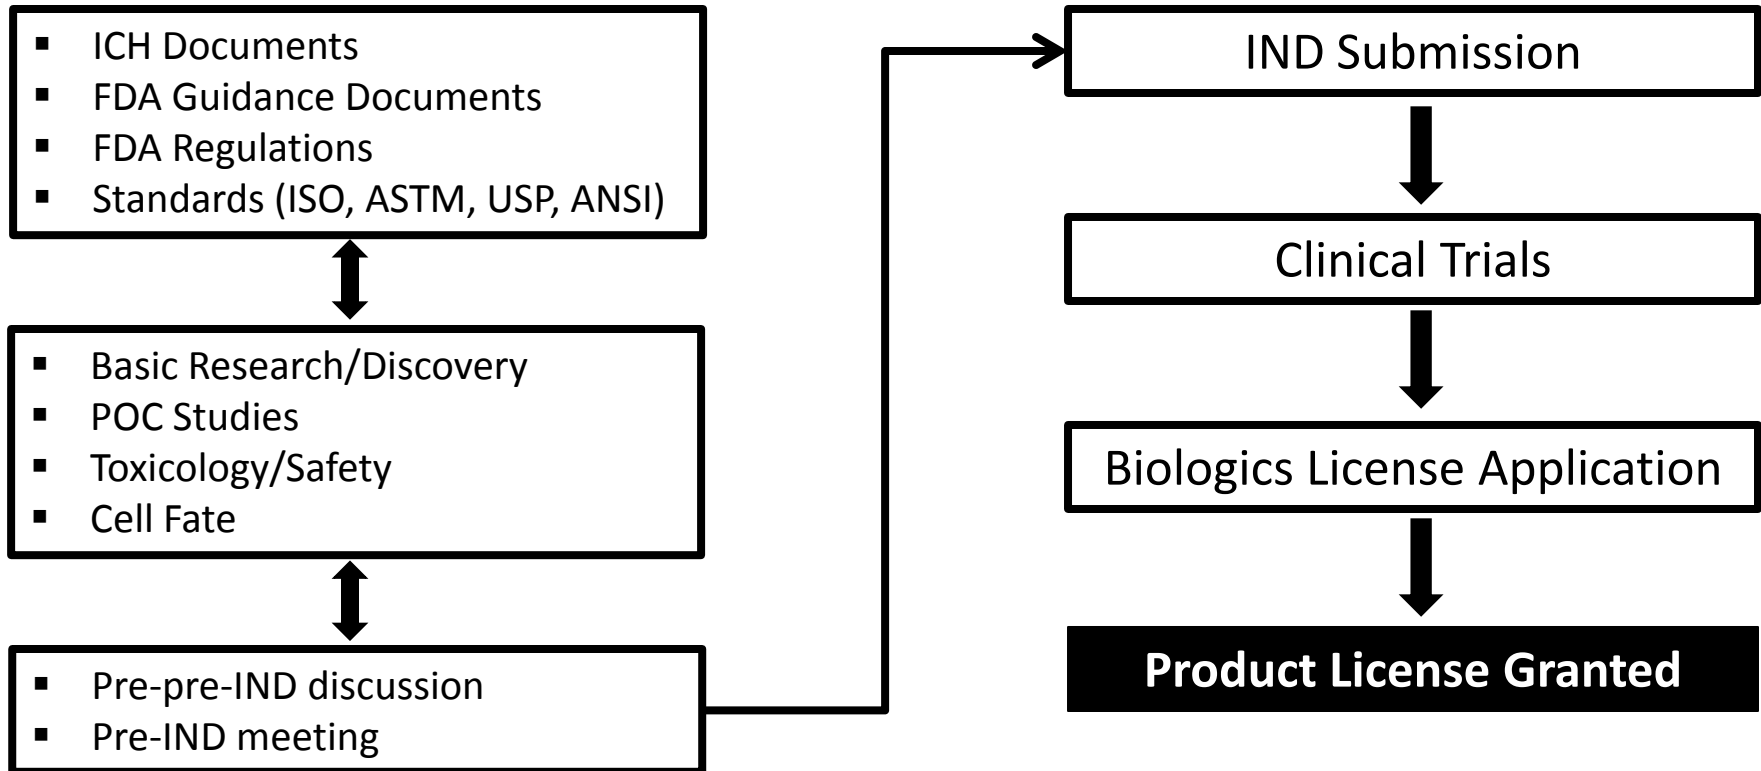 ▪ ICH Documents
▪ FDA Guidance Documents
▪ FDA Regulations
▪ Standards (ISO, ASTM, USP, ANSI)
▪ Basic Research/Discovery
▪ POC Studies
▪ Toxicology/Safety
▪ Cell Fate
▪ Pre-pre-IND discussion
▪ Pre-IND meeting
IND Submission
Clinical Trials
Biologics License Application
Product License Granted